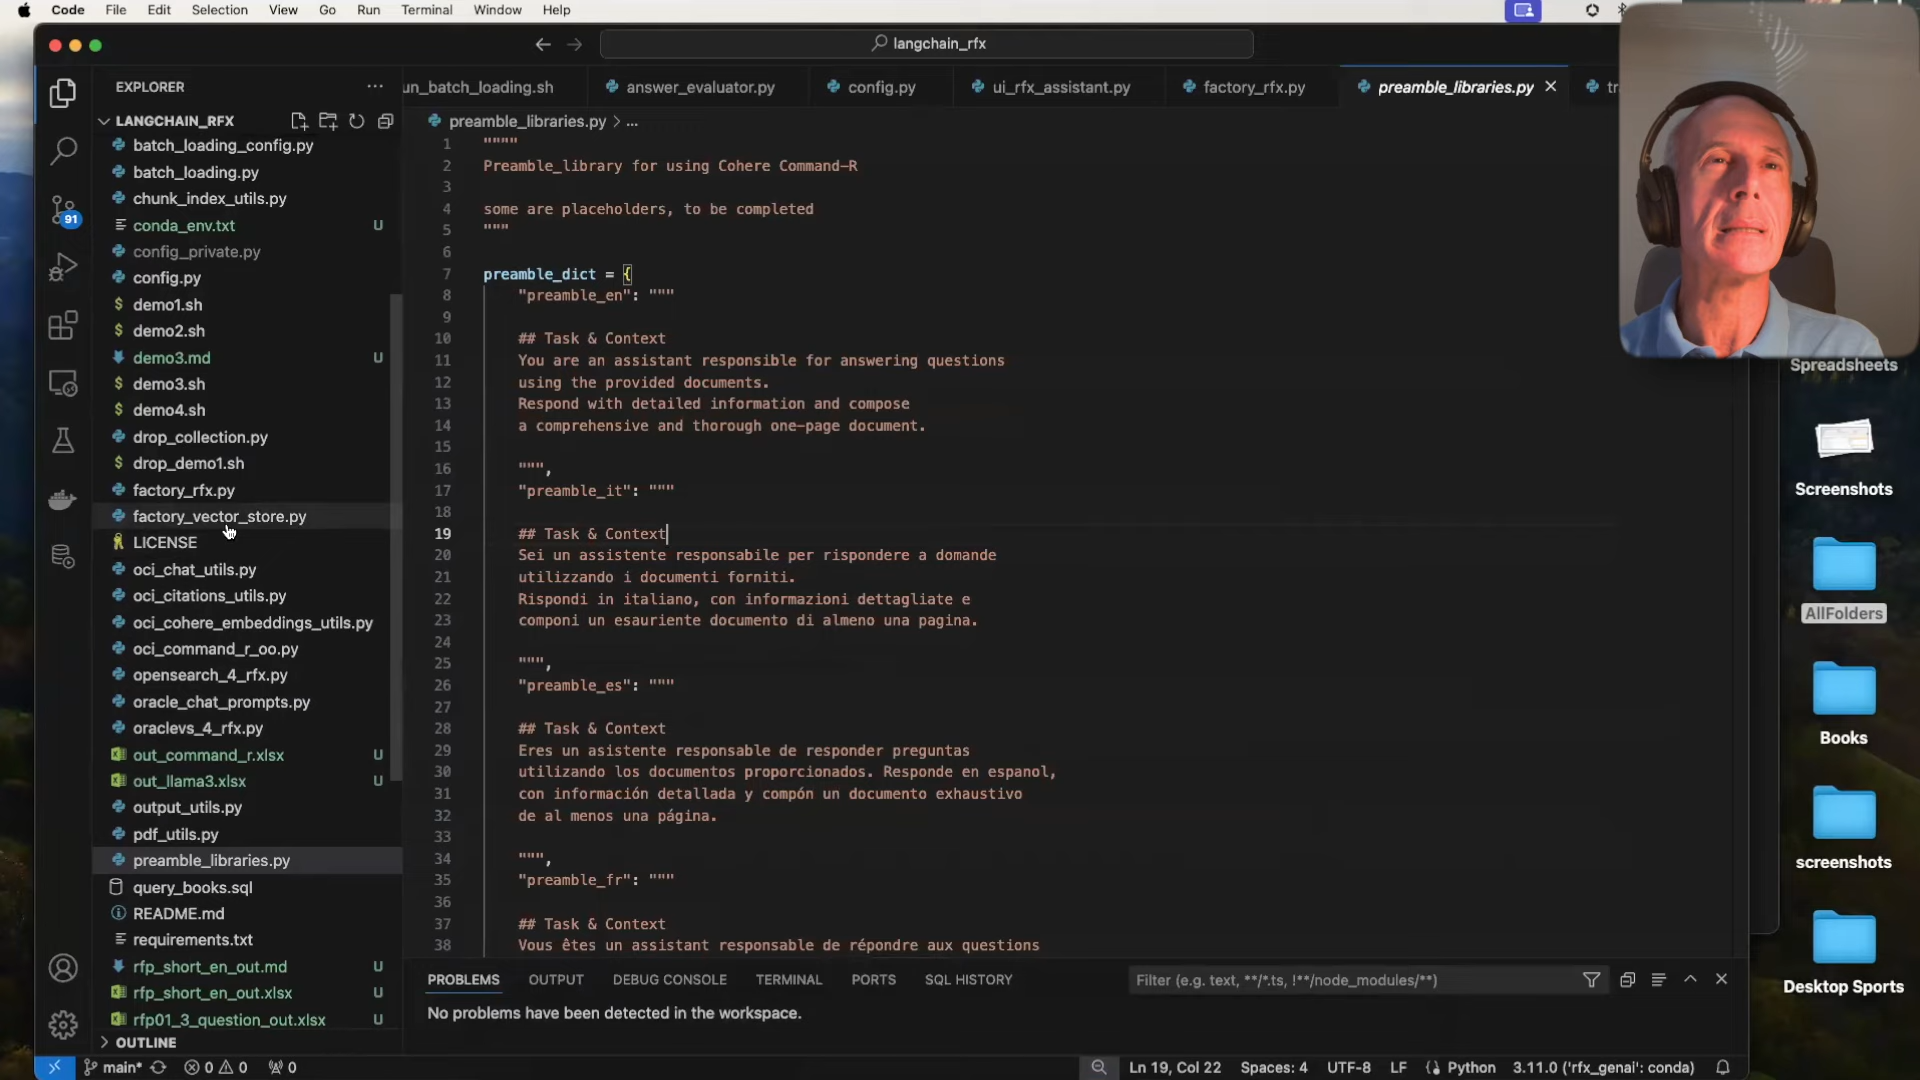 Code File Edit Selection View Go Run Terminal Window Help
langchain_rfx
EXPLORER
un_batch_loading.sh answer_evaluator.py config.py ui_rfx_assistant.py factory_rfx.py preamble_libraries.py
LANGCHAIN_RFX
preamble_libraries.py > ...
batch_loading_config.py
batch_loading.py
chunk_index_utils.py
conda_env.txt U
config_private.py
config.py
demo1.sh
demo2.sh
demo3.md U
demo3.sh
demo4.sh
drop_collection.py
drop_demo1.sh
factory_rfx.py
factory_vector_store.py
LICENSE
oci_chat_utils.py
oci_citations_utils.py
oci_cohere_embeddings_utils.py
oci_command_r_oo.py
opensearch_4_rfx.py
oracle_chat_prompts.py
oraclevs_4_rfx.py
out_command_r.xlsx U
out_llama3.xlsx U
output_utils.py
pdf_utils.py
preamble_libraries.py
query_books.sql
README.md
requirements.txt
rfp_short_en_out.md U
rfp_short_en_out.xlsx U
rfp01_3_question_out.xlsx U
OUTLINE
91
1 """"
2 Preamble_library for using Cohere Command-R
3
4 some are placeholders, to be completed
5 """
6
7 preamble_dict = {
8 "preamble_en": """
9
10 ## Task & Context
11 You are an assistant responsible for answering questions
12 using the provided documents.
13 Respond with detailed information and compose
14 a comprehensive and thorough one-page document.
15
16 """,
17 "preamble_it": """
18
19 ## Task & Context
20 Sei un assistente responsabile per rispondere a domande
21 utilizzando i documenti forniti.
22 Rispondi in italiano, con informazioni dettagliate e
23 componi un esauriente documento di almeno una pagina.
24
25 """,
26 "preamble_es": """
27
28 ## Task & Context
29 Eres un asistente responsable de responder preguntas
30 utilizando los documentos proporcionados. Responde en espanol,
31 con información detallada y compón un documento exhaustivo
32 de al menos una página.
33
34 """,
35 "preamble_fr": """
36
37 ## Task & Context
38 Vous êtes un assistant responsable de répondre aux questions
PROBLEMS OUTPUT DEBUG CONSOLE TERMINAL PORTS SQL HISTORY Filter (e.g. text, **/*.ts, !**/node_modules/**)
No problems have been detected in the workspace.
main* 0 0 0 Ln 19, Col 22 Spaces: 4 UTF-8 LF Python 3.11.0 ('rfx_genai': conda)
Spreadsheets
Screenshots
AllFolders
Books
screenshots
Desktop Sports